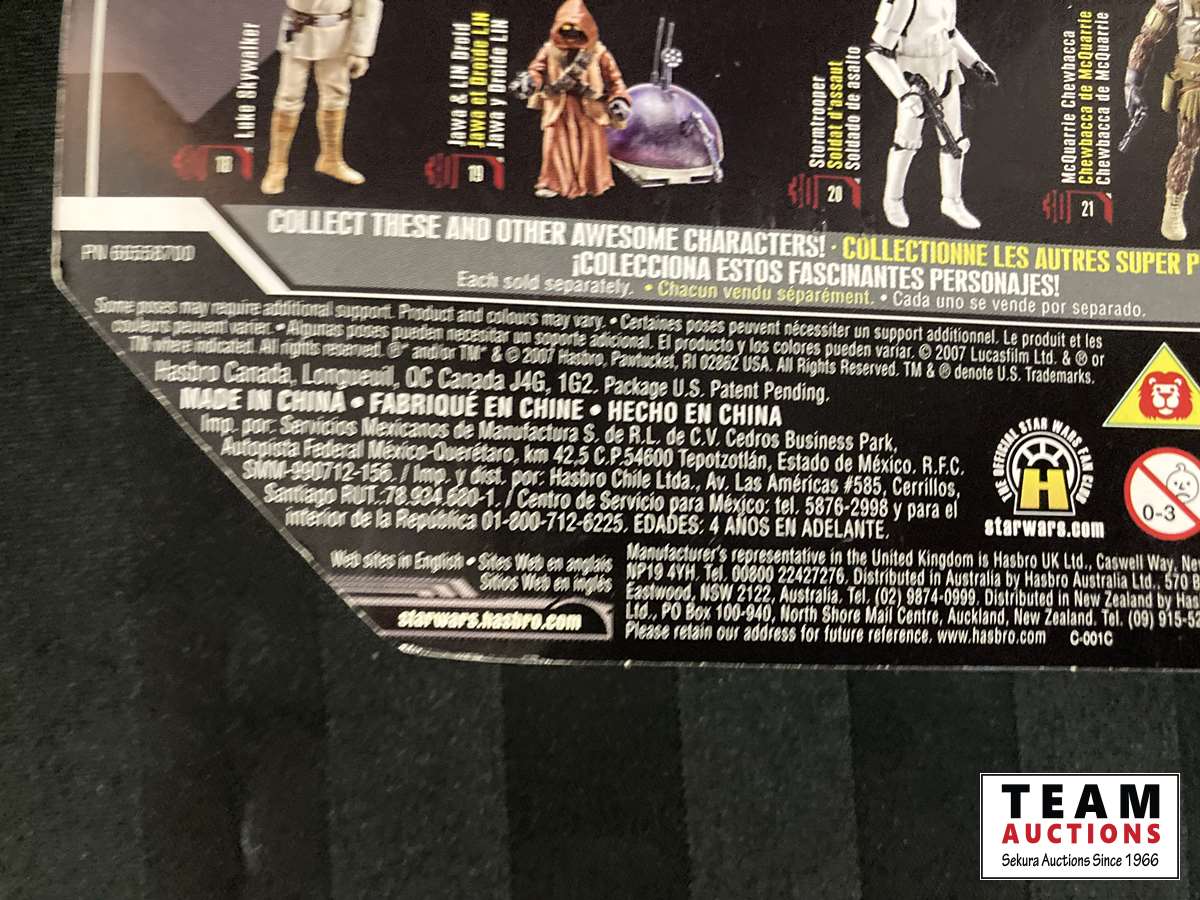 18
Luke Skywalker
19
Jawa & LIN Droid
Jawa et Droïde LIN
Jawa y Droide LIN
20
Stormtrooper
Soldat d'assaut
Soldado de asalto
21
McQuarrie Chewbacca
Chewbacca de McQuarrie
Chewbacca de McQuarrie
COLLECT THESE AND OTHER AWESOME CHARACTERS! · COLLECTIONNE LES AUTRES SUPER P
¡COLECCIONA ESTOS FASCINANTES PERSONAJES!
Each sold separately. • Chacun vendu séparément. • Cada uno se vende por separado.
PN
Some poses may require additional support. Product and colours may vary. • Certaines poses peuvent nécessiter un support additionnel. Le produit et les
couleurs peuvent varier. • Algunas poses pueden necesitar un soporte adicional. El producto y los colores pueden variar. © 2007 Lucasfilm Ltd. & ® or
TM where indicated. All rights reserved. ®* and/or TM* & © 2007 Hasbro, Pawtucket, RI 02862 USA. All Rights Reserved. TM & ® denote U.S. Trademarks.
Hasbro Canada, Longueuil, QC Canada J4G, 1G2. Package U.S. Patent Pending.
MADE IN CHINA • FABRIQUÉ EN CHINE • HECHO EN CHINA
Imp. por: Servicios Mexicanos de Manufactura S. de R.L. de C.V. Cedros Business Park,
Autopista Federal México-Querétaro, km 42.5 C.P.54600 Tepotzotlán, Estado de México. R.F.C.
SMM-990712-156. / Imp. y dist. por: Hasbro Chile Ltda., Av. Las Américas #585, Cerrillos,
Santiago RUT.:78.934.680-1. / Centro de Servicio para México: tel. 5876-2998 y para el
interior de la República 01-800-712-6225. EDADES: 4 AÑOS EN ADELANTE.
THE OFFICIAL STAR WARS FAN CLUB
H
starwars.com
0-3
Web sites in English • Sites Web en anglais
Sitios Web en inglés
starwars.hasbro.com
Manufacturer's representative in the United Kingdom is Hasbro UK Ltd., Caswell Way, New
NP19 4YH. Tel. 00800 22427276. Distributed in Australia by Hasbro Australia Ltd., 570 B
Eastwood, NSW 2122, Australia. Tel. (02) 9874-0999. Distributed in New Zealand by Has
Ltd., PO Box 100-940, North Shore Mail Centre, Auckland, New Zealand. Tel. (09) 915-52
Please retain our address for future reference. www.hasbro.com C-001C
TEAM
AUCTIONS
Sekura Auctions Since 1966